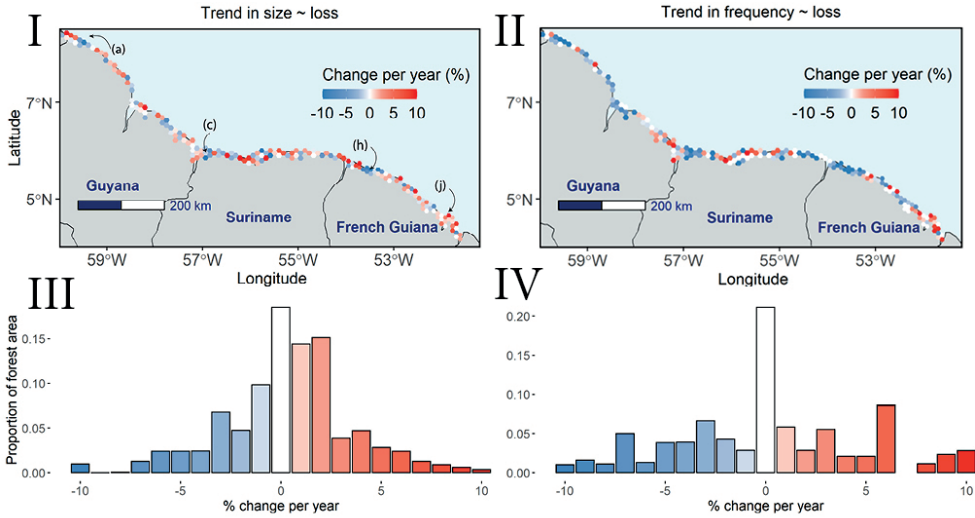 I
Trend in size ~ loss
(a)
Change per year (%)
-10 -5 0 5 10
7°N
(c)
(h)
(j)
Latitude
Guyana
5°N
200 km
Suriname
French Guiana
59°W 57°W 55°W 53°W
Longitude
II
Trend in frequency ~ loss
Change per year (%)
-10 -5 0 5 10
7°N
Guyana
5°N
200 km
Suriname
French Guiana
59°W 57°W 55°W 53°W
Longitude
III
Proportion of forest area
0.15
0.10
0.05
0.00
-10 -5 0 5 10
% change per year
IV
0.20
0.15
0.10
0.05
0.00
-10 -5 0 5 10
% change per year